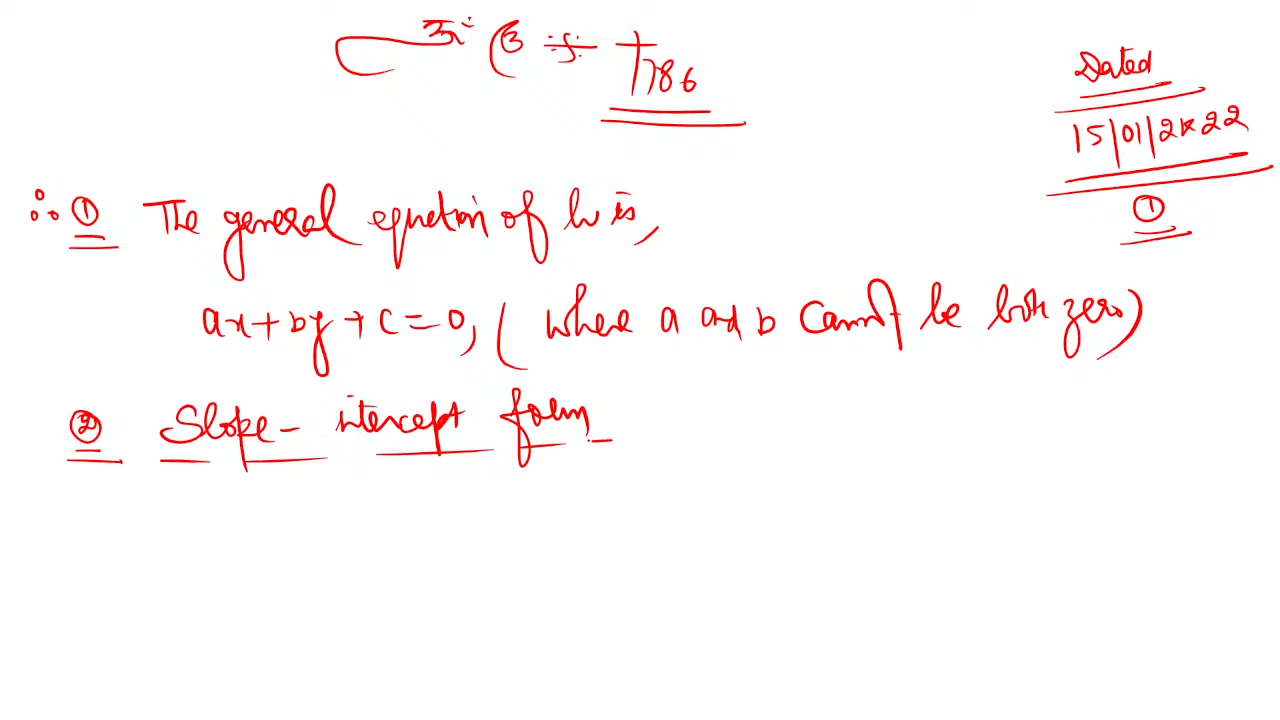 786
Dated
15/01/2k22
①
∴ ① The general equation of line is,
ax+by+c=0, (where a and b cannot be both zero)
② Slope-intercept form